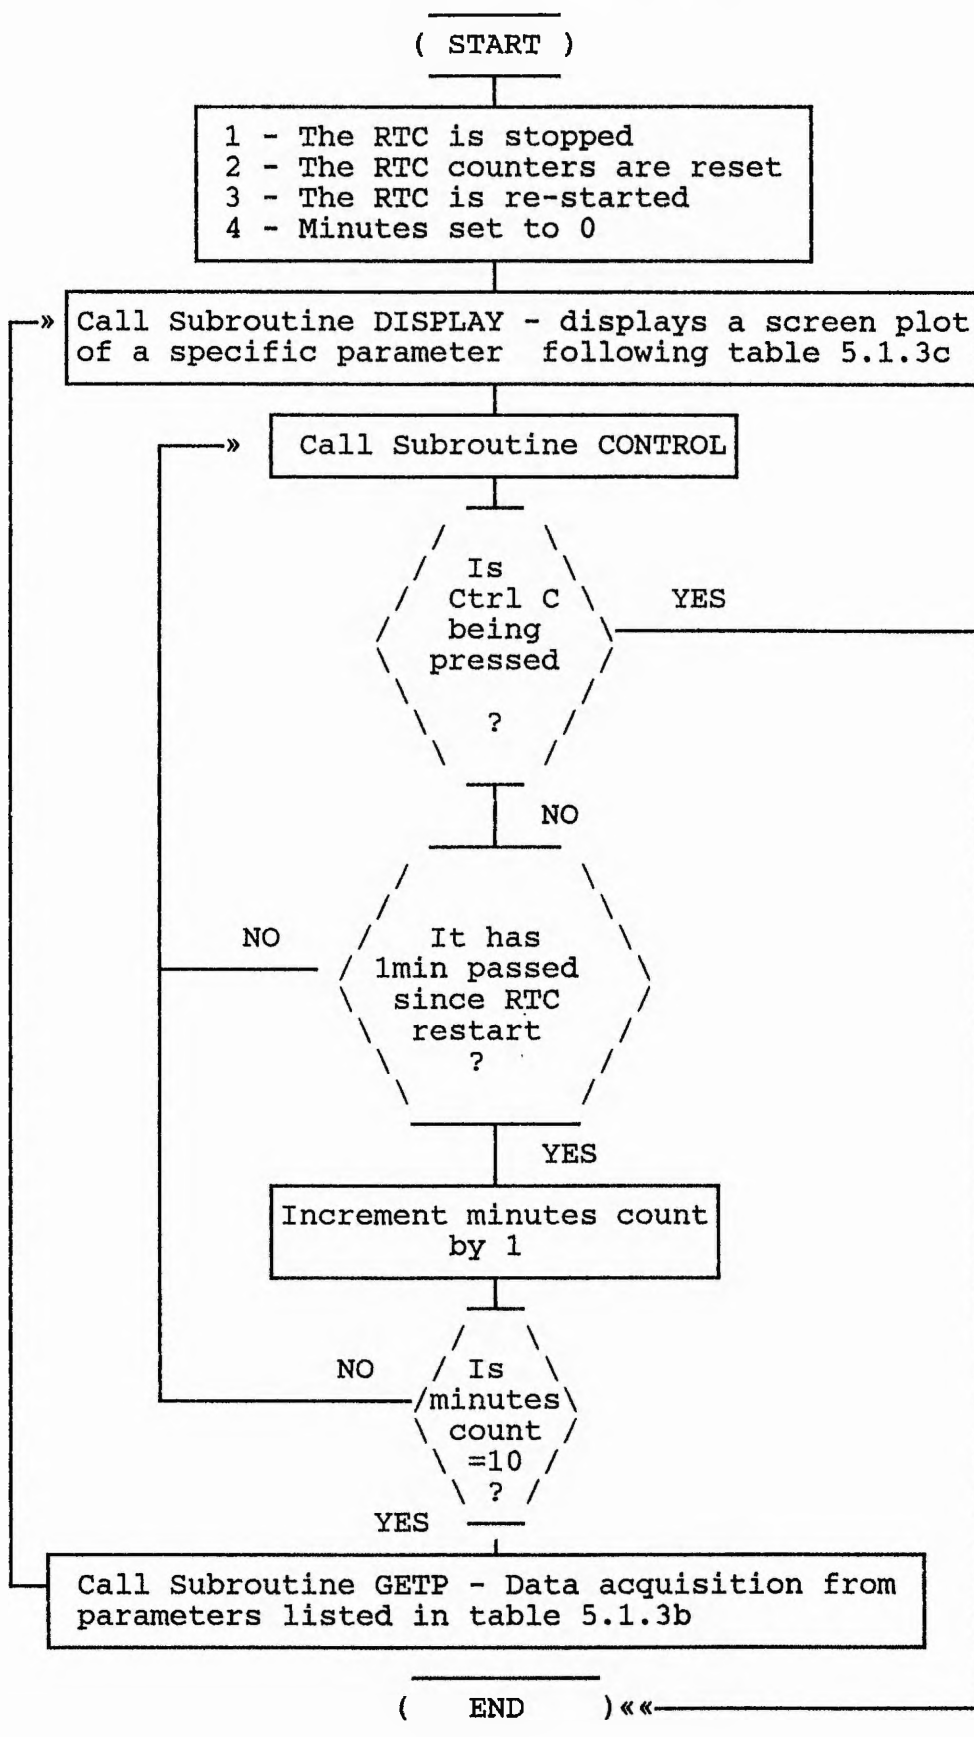 ( START )
1 - The RTC is stopped
2 - The RTC counters are reset
3 - The RTC is re-started
4 - Minutes set to 0
» Call Subroutine DISPLAY - displays a screen plot
of a specific parameter following table 5.1.3c
» Call Subroutine CONTROL
Is
Ctrl C
being
pressed
?
YES
NO
NO
It has
1min passed
since RTC
restart
?
YES
Increment minutes count
by 1
NO
Is
minutes
count
=10
?
YES
Call Subroutine GETP - Data acquisition from
parameters listed in table 5.1.3b
( END )««